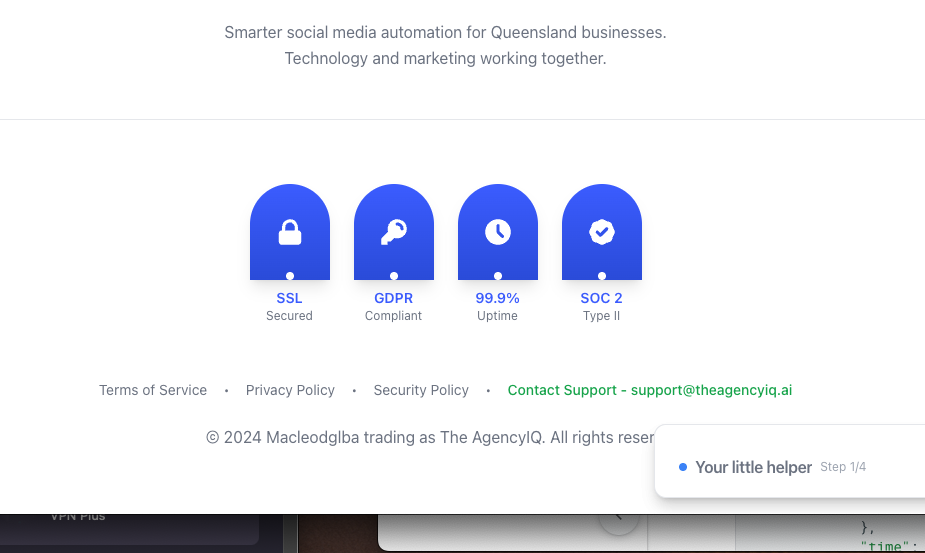 Smarter social media automation for Queensland businesses.
Technology and marketing working together.
SSL
Secured
GDPR
Compliant
99.9%
Uptime
SOC 2
Type II
Terms of Service • Privacy Policy • Security Policy • Contact Support - support@theagencyiq.ai
© 2024 Macleodglba trading as The AgencyIQ. All rights reser
Your little helper Step 1/4
VPN Plus
},
"time":